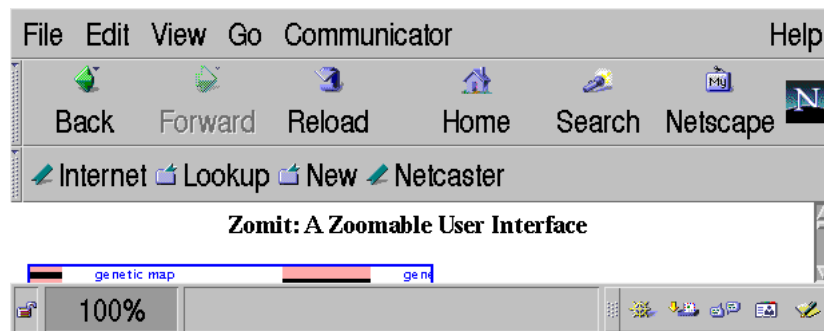 File Edit View Go Communicator Help
My N
Back Forward Reload Home Search Netscape
Internet Lookup New Netcaster
Zomit: A Zoomable User Interface
genetic map gene
100%